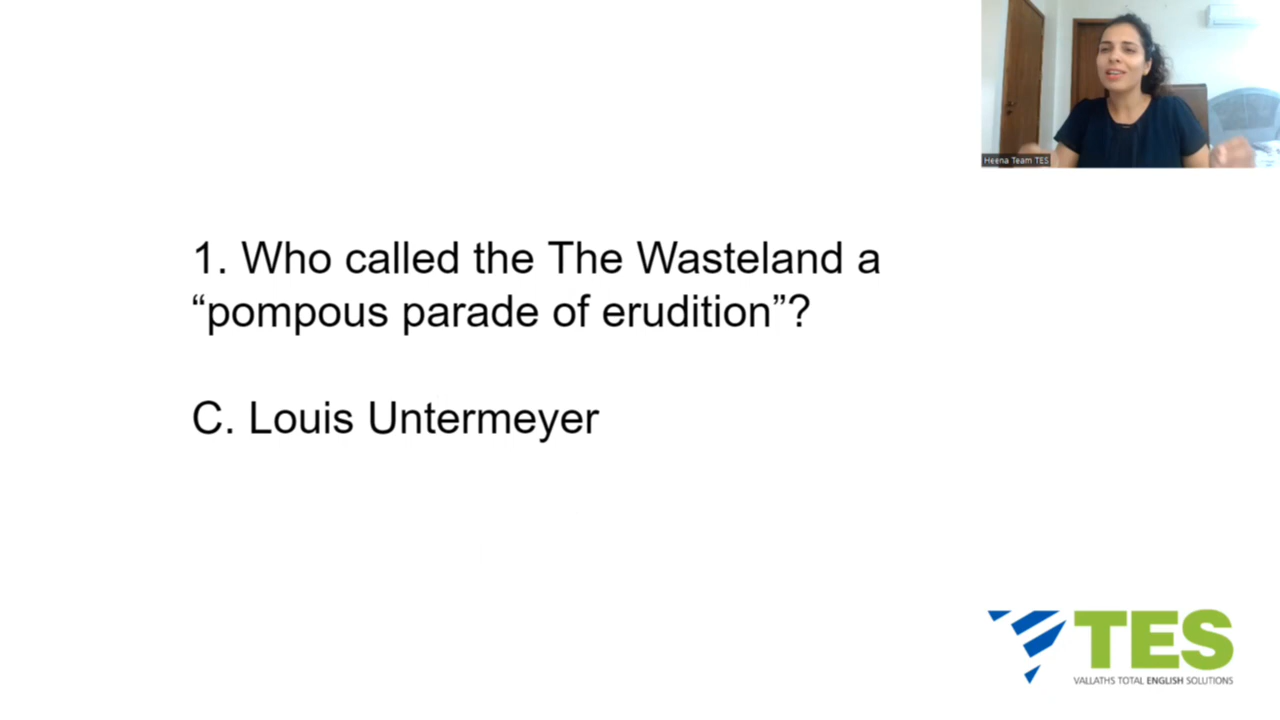 Heena Team TES
1. Who called the The Wasteland a
“pompous parade of erudition”?
C. Louis Untermeyer
TES
VALLATHS TOTAL ENGLISH SOLUTIONS